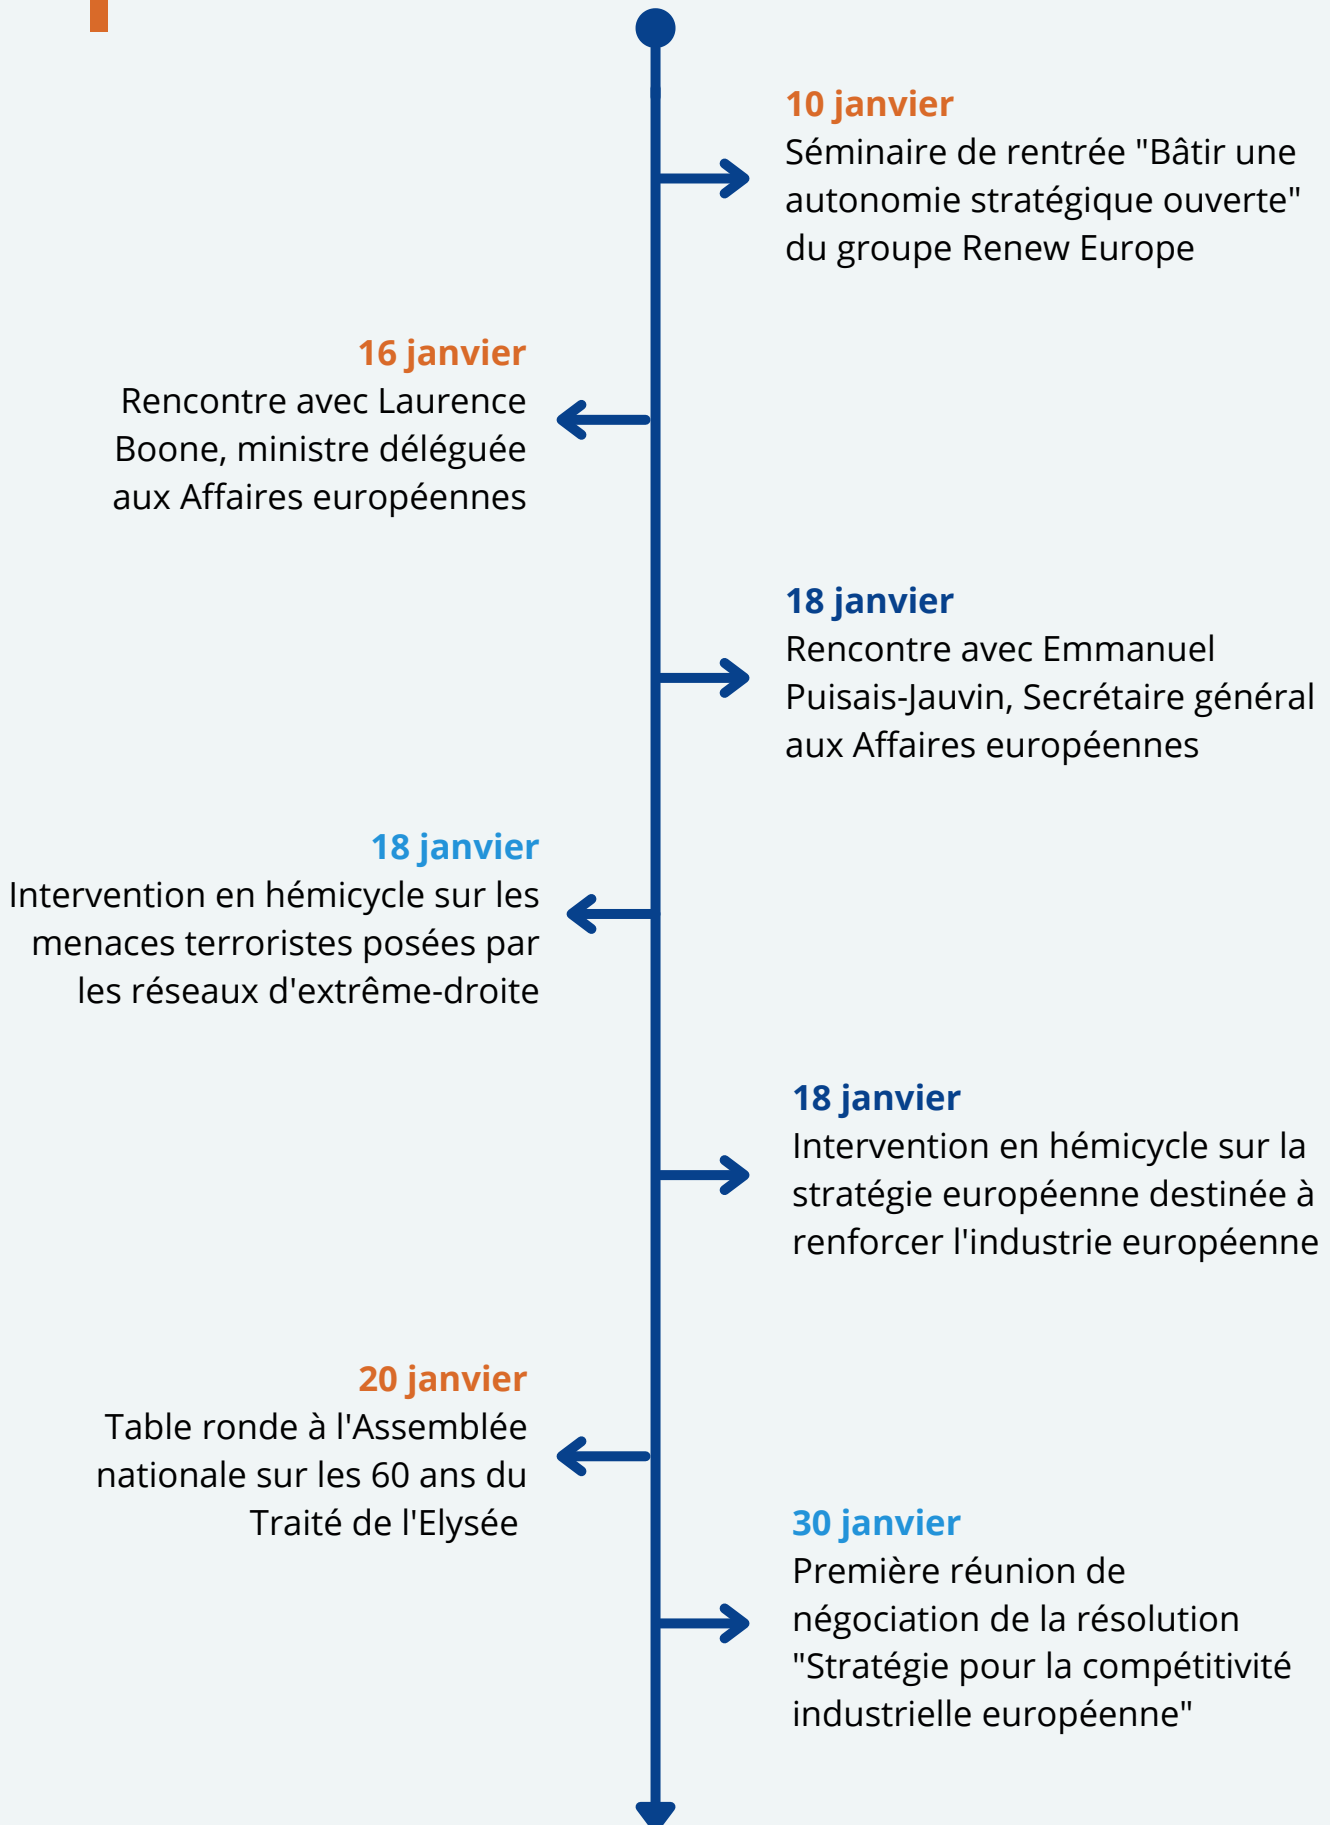 10 janvier
Séminaire de rentrée "Bâtir une
autonomie stratégique ouverte"
du groupe Renew Europe
16 janvier
Rencontre avec Laurence
Boone, ministre déléguée
aux Affaires européennes
18 janvier
Rencontre avec Emmanuel
Puisais-Jauvin, Secrétaire général
aux Affaires européennes
18 janvier
Intervention en hémicycle sur les
menaces terroristes posées par
les réseaux d'extrême-droite
18 janvier
Intervention en hémicycle sur la
stratégie européenne destinée à
renforcer l'industrie européenne
20 janvier
Table ronde à l'Assemblée
nationale sur les 60 ans du
Traité de l'Elysée
30 janvier
Première réunion de
négociation de la résolution
"Stratégie pour la compétitivité
industrielle européenne"